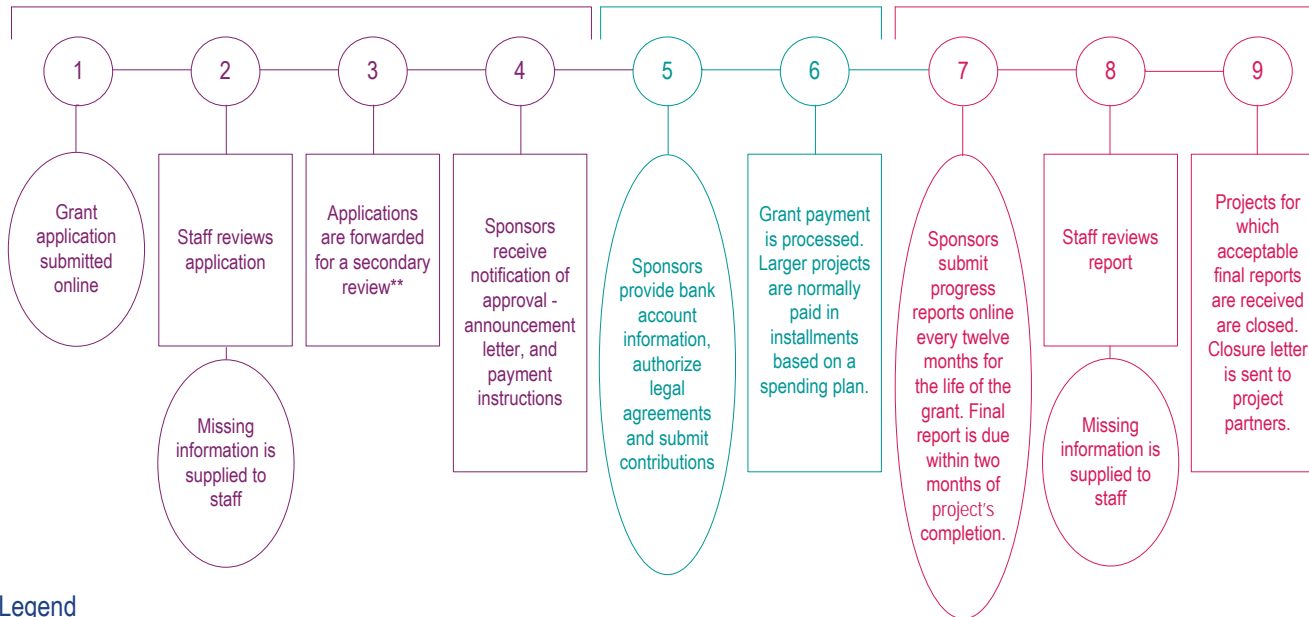 1
2
3
4
5
6
7
8
9
Grant
application
submitted
online
Staff reviews
application
Missing
information is
supplied to
staff
Applications
are forwarded
for a secondary
review**
Sponsors
receive
notification of
approval -
announcement
letter, and
payment
instructions
Sponsors
provide bank
account
information,
authorize
legal
agreements
and submit
contributions
Grant payment
is processed.
Larger projects
are normally
paid in
installments
based on a
spending plan.
Sponsors
submit
progress
reports online
every twelve
months for
the life of the
grant. Final
report is due
within two
months of
project's
completion.
Staff reviews
report
Missing
information is
supplied to
staff
Projects for
which
acceptable
final reports
are received
are closed.
Closure letter
is sent to
project
partners.
Legend